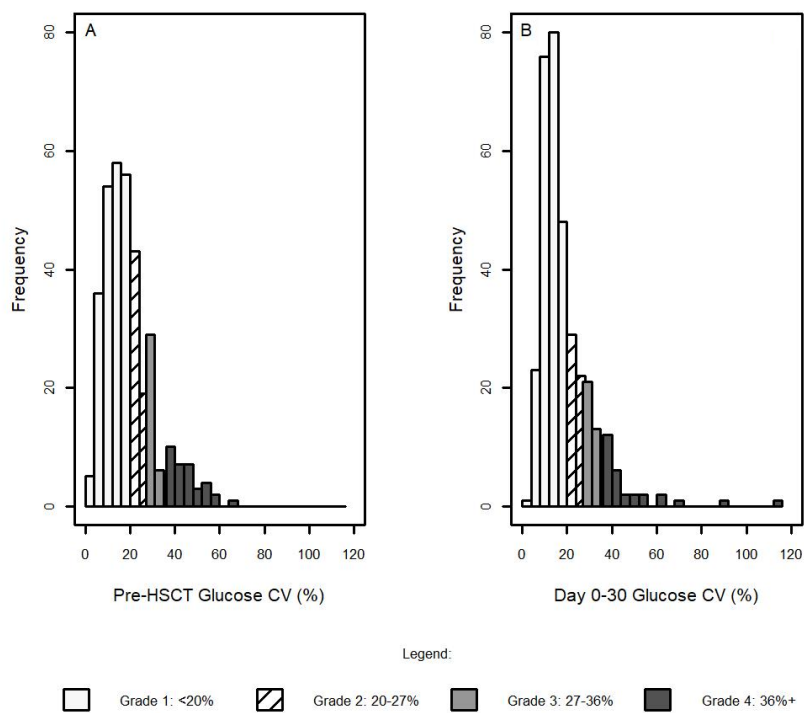 A
B
80
60
40
20
0
Frequency
0 20 40 60 80 100 120
Pre-HSCT Glucose CV (%)
80
60
40
20
0
Frequency
0 20 40 60 80 100 120
Day 0-30 Glucose CV (%)
Legend:
Grade 1: <20% Grade 2: 20-27% Grade 3: 27-36% Grade 4: 36%+